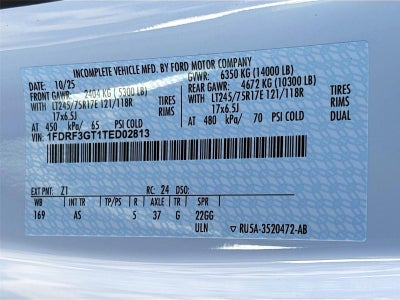 INCOMPLETE VEHICLE MFD. BY FORD MOTOR COMPANY
DATE: 10/25 GVWR: 6350 KG (14000 LB)
FRONT GAWR: 2404 KG (5300 LB) REAR GAWR: 4672 KG (10300 LB)
WITH LT245/75R17E 121/118R TIRES WITH LT245/75R17E 121/118R TIRES
17x6.5J RIMS 17x6.5J RIMS
AT 450 kPa/ 65 PSI COLD AT 480 kPa/ 70 PSI COLD DUAL
1FDRF3GT1TED02813
EXT PNT: Z1 RC: 24 DSO:
WB INT TR TP/PS R AXLE TR SPR
169 AS 5 37 G 22GG
ULN ▽ RU5A-3520472-AB